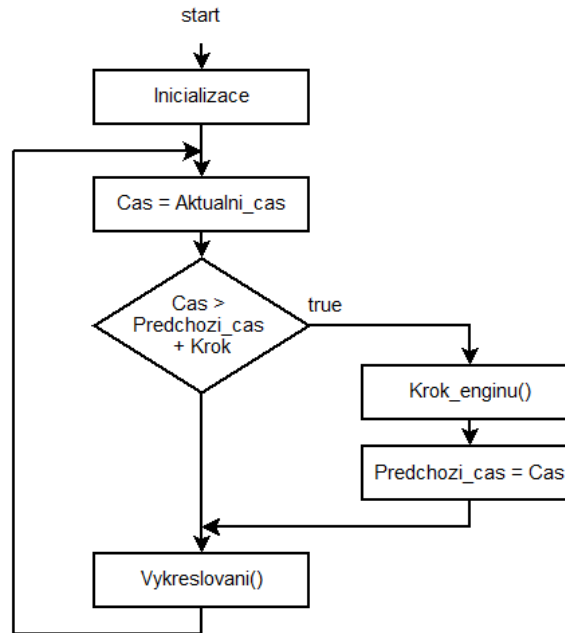 start
Inicializace
Cas = Aktualni_cas
Cas >
Predchozi_cas
+ Krok
true
Krok_enginu()
Predchozi_cas = Cas
Vykreslovani()